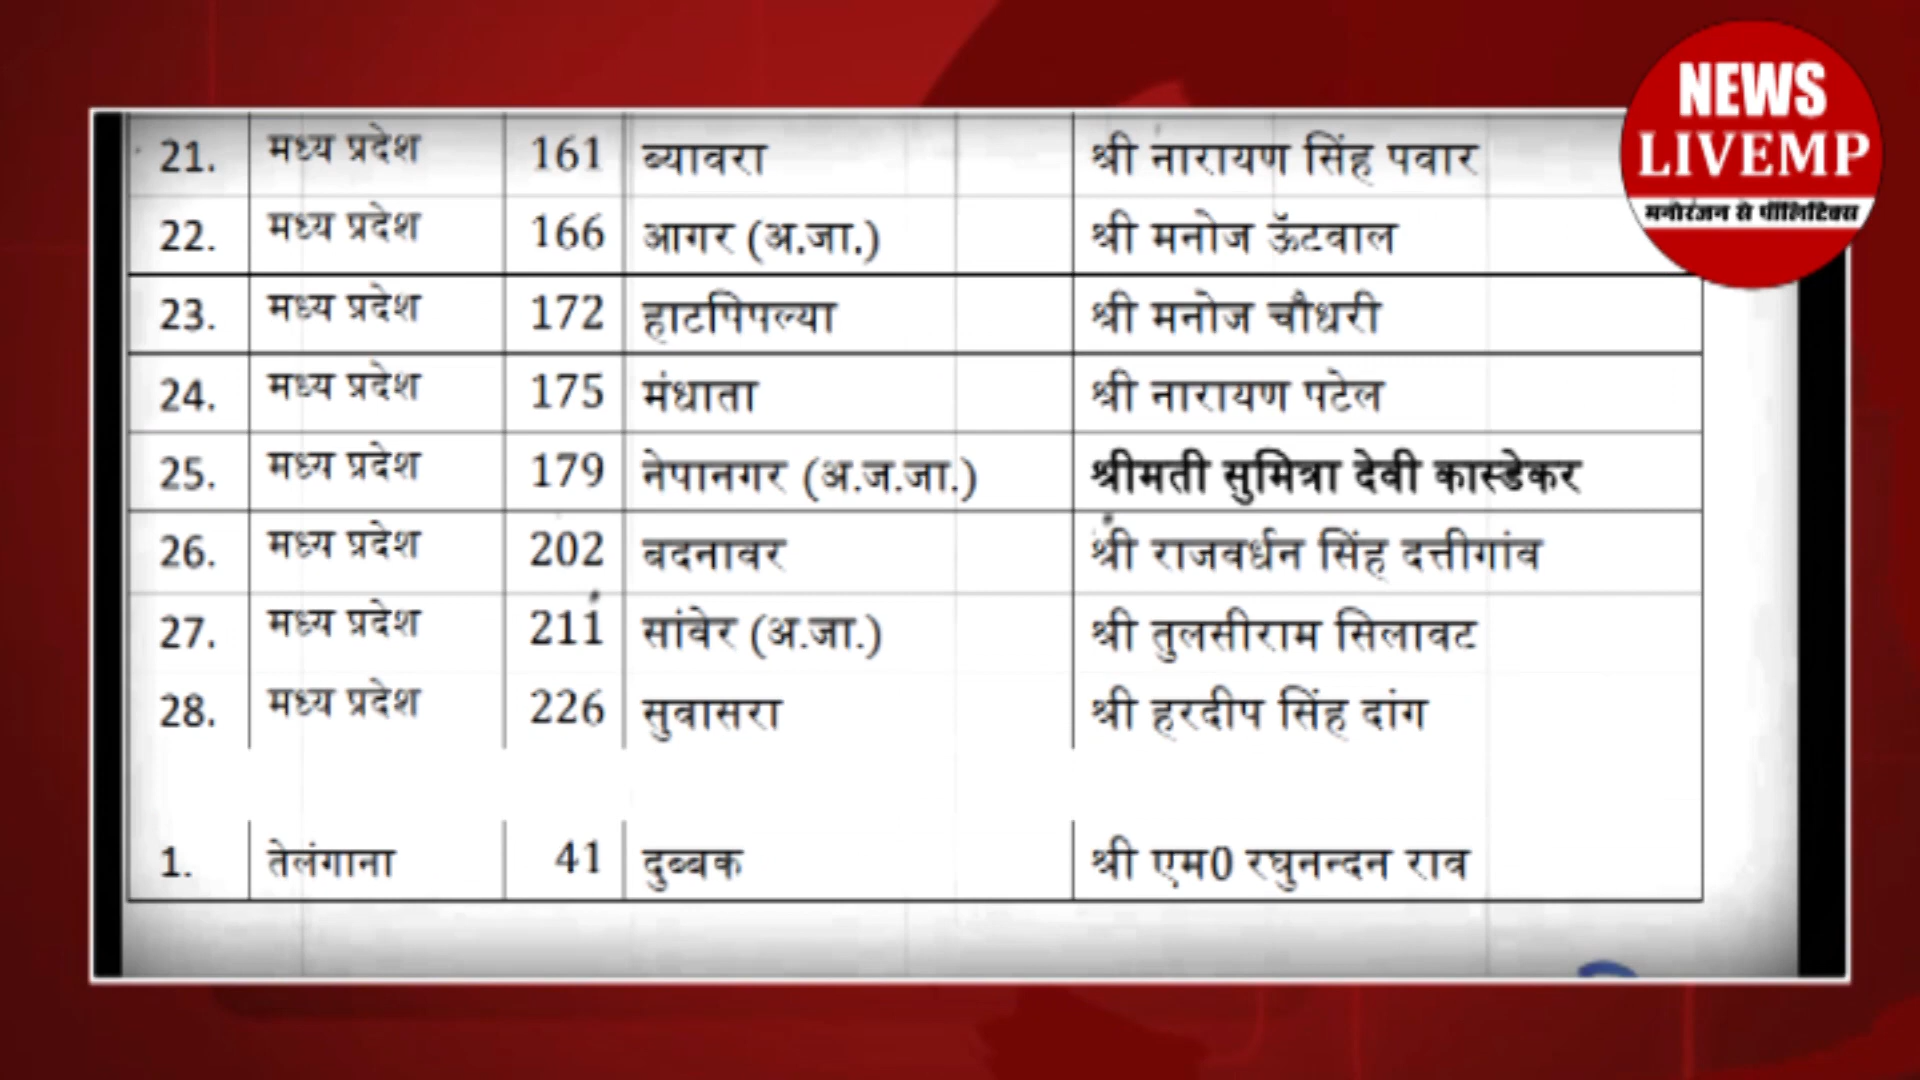 NEWS
LIVEMP
मनोरंजन से पॉलिटिक्स
21. मध्य प्रदेश 161 ब्यावरा श्री नारायण सिंह पवार
22. मध्य प्रदेश 166 आगर (अ.जा.) श्री मनोज ऊँटवाल
23. मध्य प्रदेश 172 हाटपिपल्या श्री मनोज चौधरी
24. मध्य प्रदेश 175 मंधाता श्री नारायण पटेल
25. मध्य प्रदेश 179 नेपानगर (अ.ज.जा.) श्रीमती सुमित्रा देवी कास्डेकर
26. मध्य प्रदेश 202 बदनावर श्री राजवर्धन सिंह दत्तीगांव
27. मध्य प्रदेश 211 सांवेर (अ.जा.) श्री तुलसीराम सिलावट
28. मध्य प्रदेश 226 सुवासरा श्री हरदीप सिंह दांग
1. तेलंगाना 41 दुब्बक श्री एम0 रघुनन्दन राव